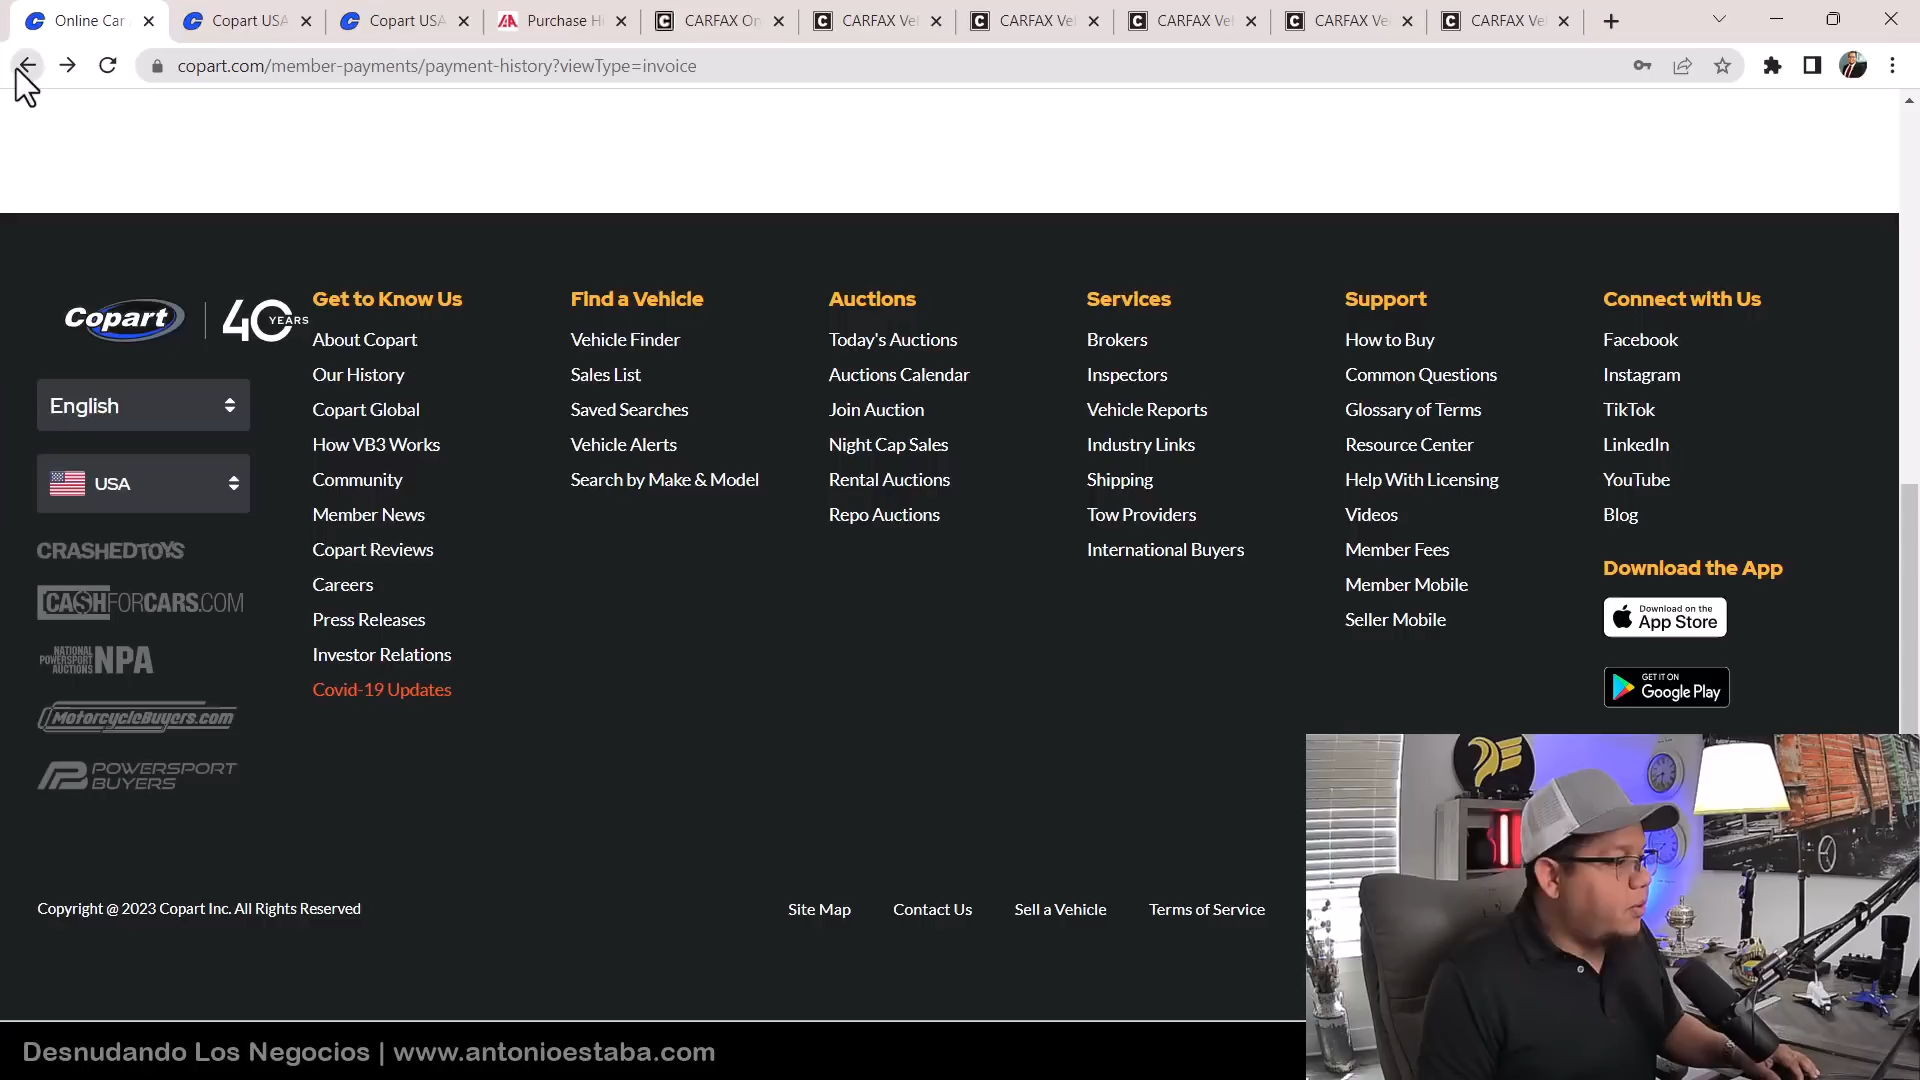 Online Car
Copart USA
Copart USA
Purchase Hi
CARFAX On
CARFAX Ve
CARFAX Ve
CARFAX Ve
CARFAX Ve
CARFAX Ve
copart.com/member-payments/payment-history?viewType=invoice
Copart
40 YEARS
English
USA
CRASHEDTOYS
CASHFORCARS.COM
NATIONAL POWERSPORT AUCTIONS NPA
MotorcycleBuyers.com
POWERSPORT
BUYERS
Get to Know Us
About Copart
Our History
Copart Global
How VB3 Works
Community
Member News
Copart Reviews
Careers
Press Releases
Investor Relations
Covid-19 Updates
Find a Vehicle
Vehicle Finder
Sales List
Saved Searches
Vehicle Alerts
Search by Make & Model
Auctions
Today's Auctions
Auctions Calendar
Join Auction
Night Cap Sales
Rental Auctions
Repo Auctions
Services
Brokers
Inspectors
Vehicle Reports
Industry Links
Shipping
Tow Providers
International Buyers
Support
How to Buy
Common Questions
Glossary of Terms
Resource Center
Help With Licensing
Videos
Member Fees
Member Mobile
Seller Mobile
Connect with Us
Facebook
Instagram
TikTok
LinkedIn
YouTube
Blog
Download the App
Download on the
App Store
GET IT ON
Google Play
Copyright @ 2023 Copart Inc. All Rights Reserved
Site Map
Contact Us
Sell a Vehicle
Terms of Service
Desnudando Los Negocios | www.antonioestaba.com